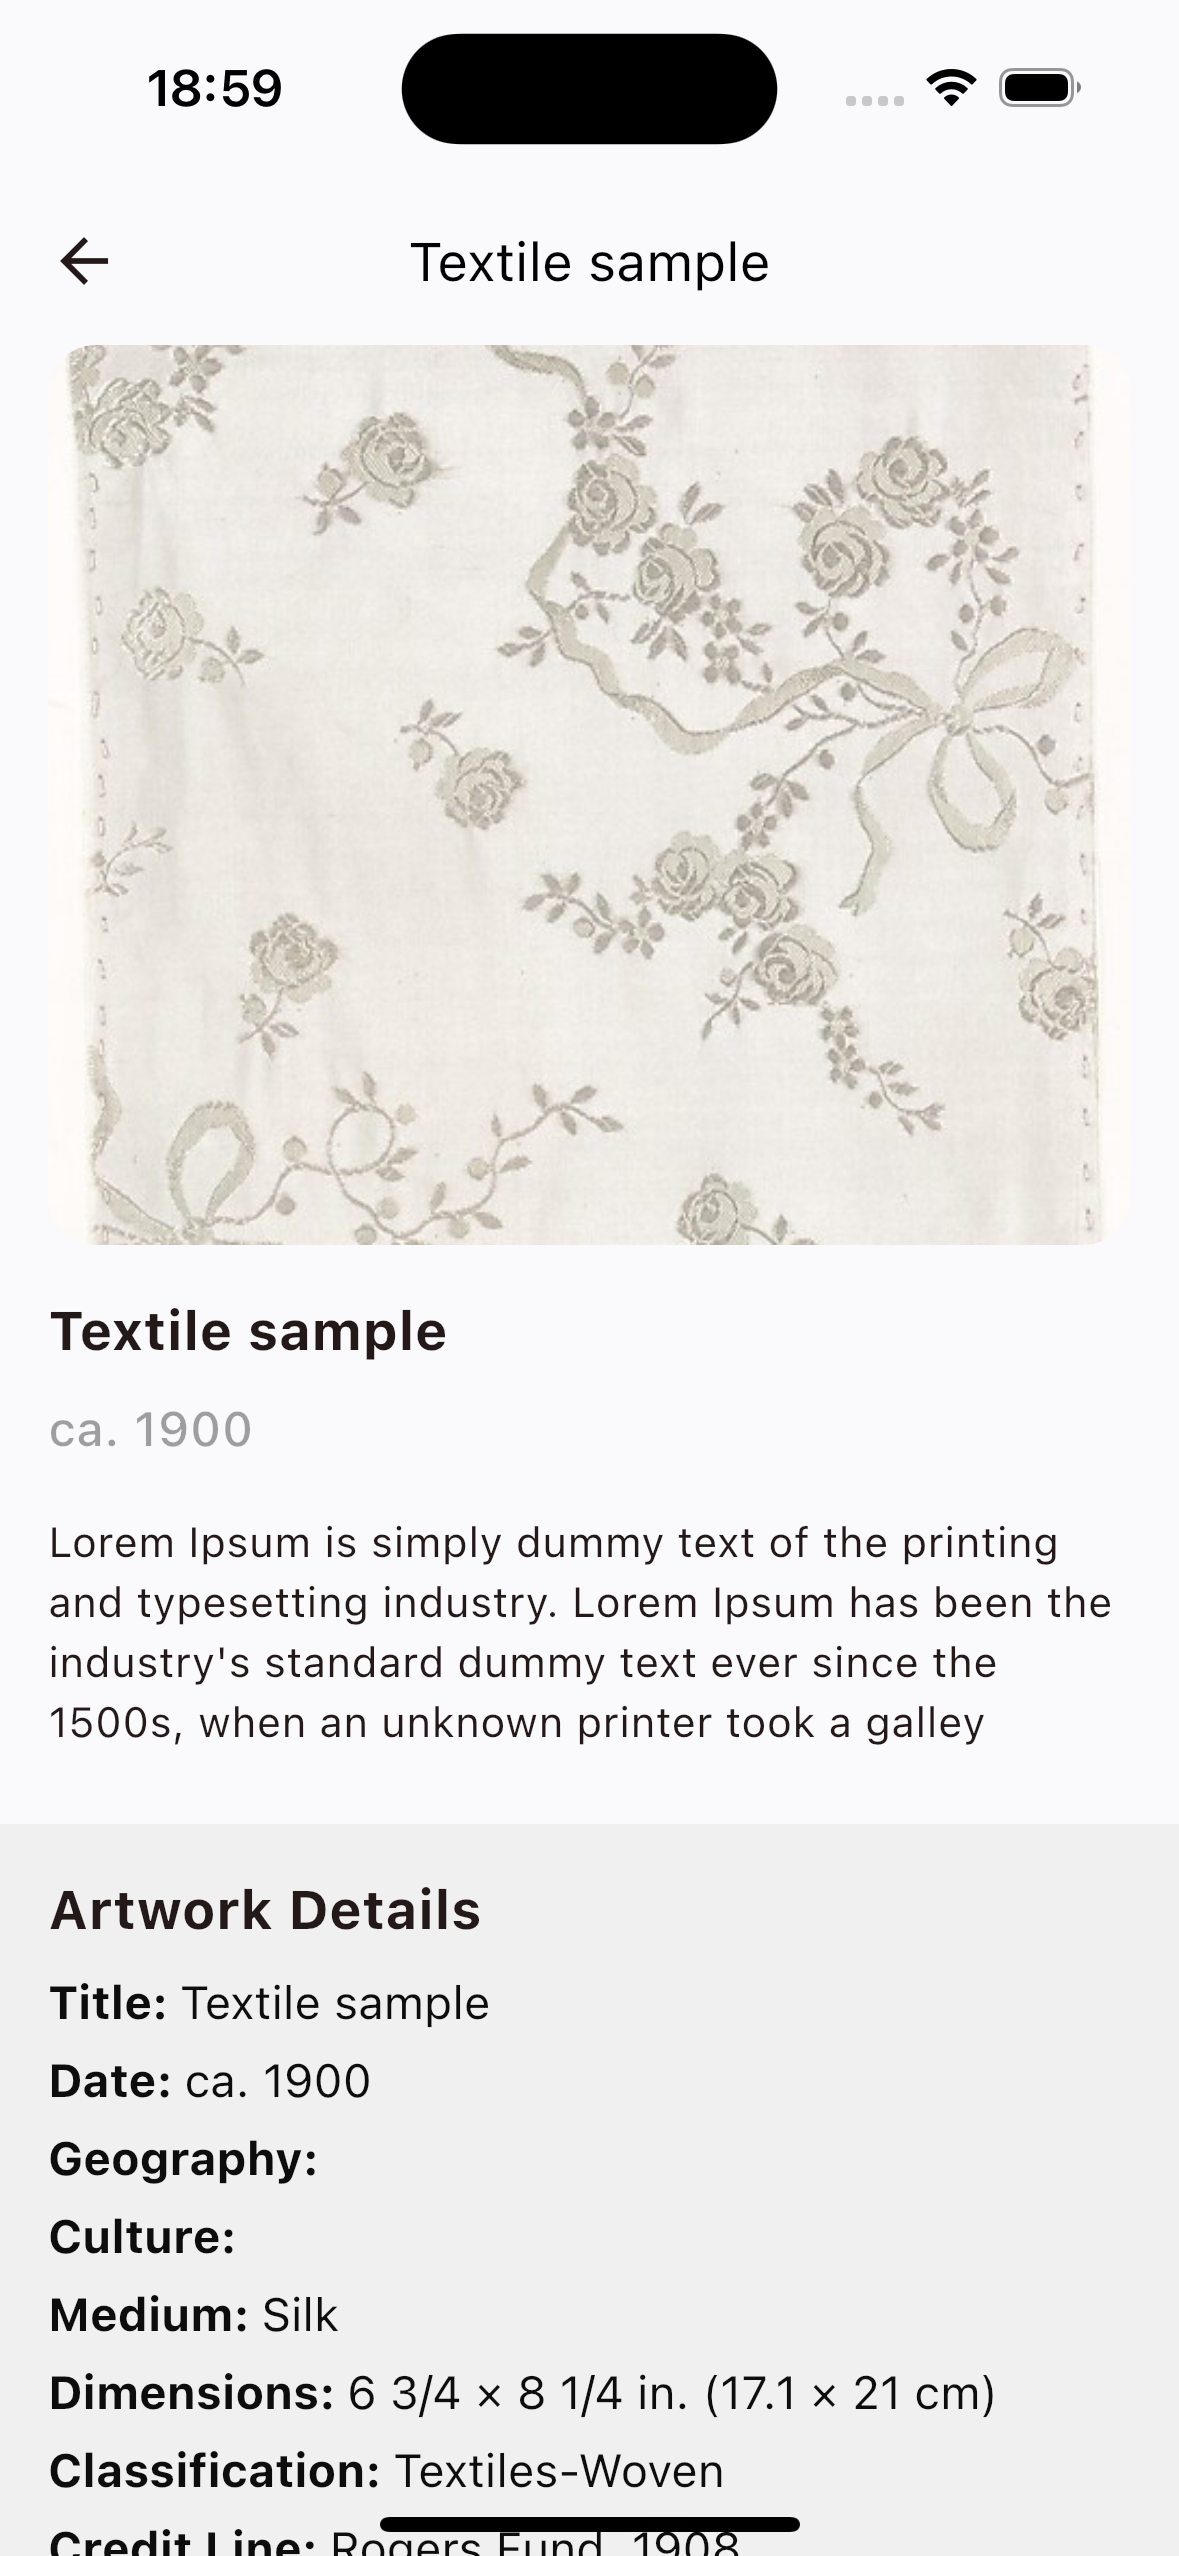 18:59
Textile sample
Textile sample
ca. 1900
Lorem Ipsum is simply dummy text of the printing
and typesetting industry. Lorem Ipsum has been the
industry's standard dummy text ever since the
1500s, when an unknown printer took a galley
Artwork Details
Title: Textile sample
Date: ca. 1900
Geography:
Culture:
Medium: Silk
Dimensions: 6 3/4 × 8 1/4 in. (17.1 × 21 cm)
Classification: Textiles-Woven
Credit Line: Rogers Fund, 1908